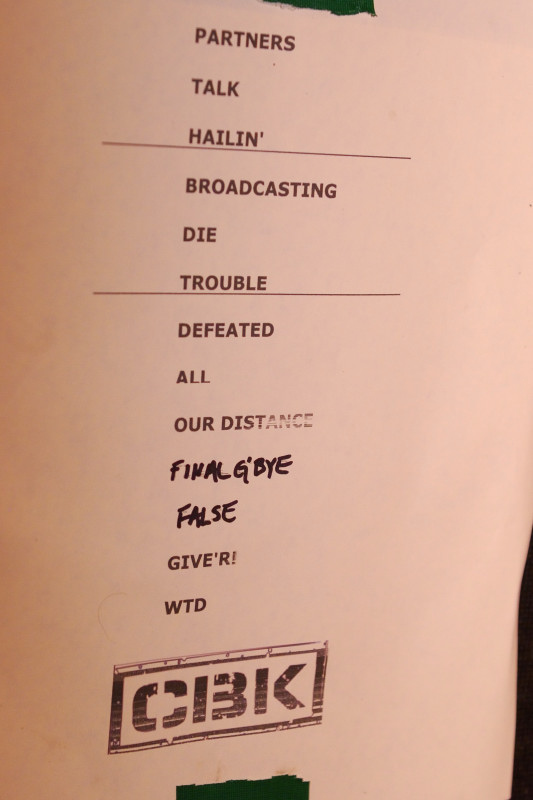 PARTNERS
TALK
HAILIN'
BROADCASTING
DIE
TROUBLE
DEFEATED
ALL
OUR DISTANCE
FINAL G'BYE
FALSE
GIVE'R!
WTD
CBK